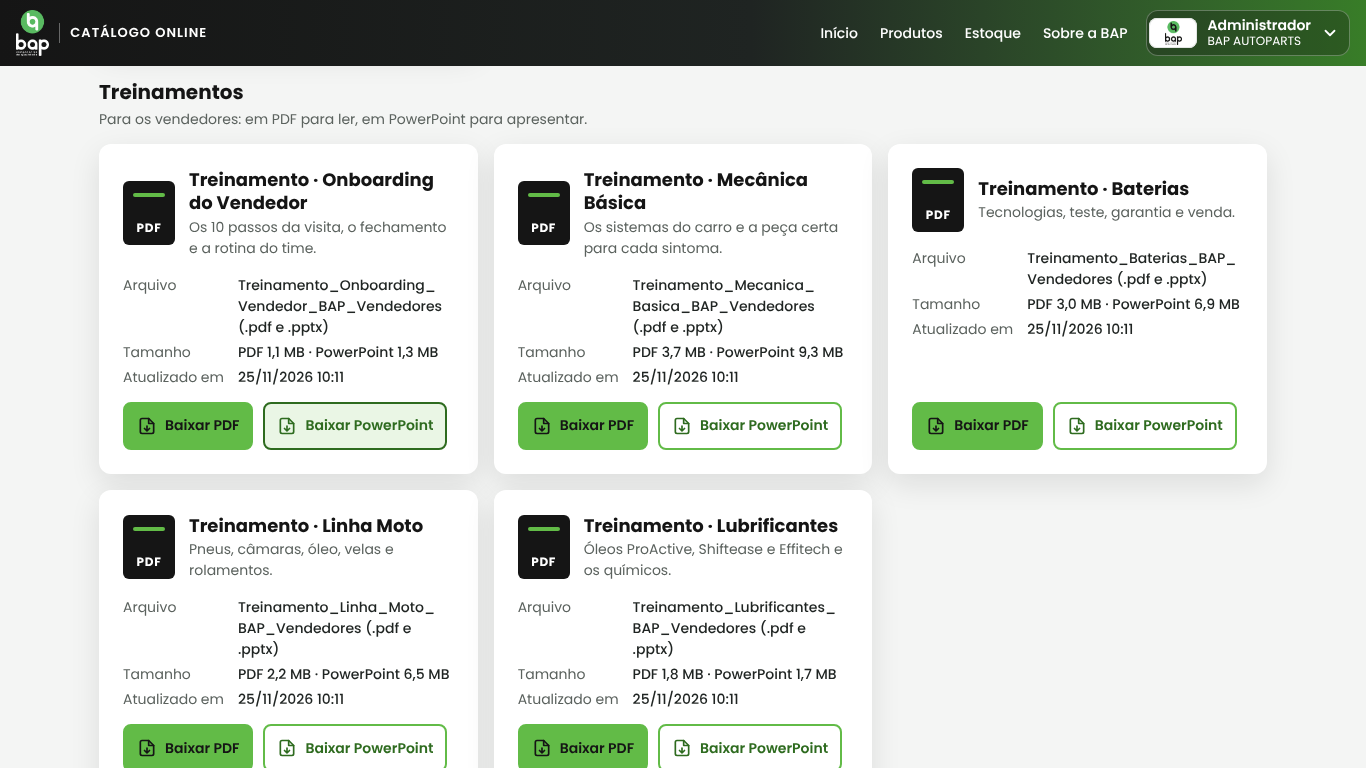 bap
CATÁLOGO ONLINE
Início
Produtos
Estoque
Sobre a BAP
bap
Administrador
BAP AUTOPARTS
Treinamentos
Para os vendedores: em PDF para ler, em PowerPoint para apresentar.
PDF
Treinamento · Onboarding
do Vendedor
Os 10 passos da visita, o fechamento
e a rotina do time.
Arquivo
Treinamento_Onboarding_
Vendedor_BAP_Vendedores
(.pdf e .pptx)
Tamanho
PDF 1,1 MB · PowerPoint 1,3 MB
Atualizado em
25/11/2026 10:11
Baixar PDF
Baixar PowerPoint
PDF
Treinamento · Mecânica
Básica
Os sistemas do carro e a peça certa
para cada sintoma.
Arquivo
Treinamento_Mecanica_
Basica_BAP_Vendedores
(.pdf e .pptx)
Tamanho
PDF 3,7 MB · PowerPoint 9,3 MB
Atualizado em
25/11/2026 10:11
Baixar PDF
Baixar PowerPoint
PDF
Treinamento · Baterias
Tecnologias, teste, garantia e venda.
Arquivo
Treinamento_Baterias_BAP_
Vendedores (.pdf e .pptx)
Tamanho
PDF 3,0 MB · PowerPoint 6,9 MB
Atualizado em
25/11/2026 10:11
Baixar PDF
Baixar PowerPoint
PDF
Treinamento · Linha Moto
Pneus, câmaras, óleo, velas e
rolamentos.
Arquivo
Treinamento_Linha_Moto_
BAP_Vendedores (.pdf e
.pptx)
Tamanho
PDF 2,2 MB · PowerPoint 6,5 MB
Atualizado em
25/11/2026 10:11
Baixar PDF
Baixar PowerPoint
PDF
Treinamento · Lubrificantes
Óleos ProActive, Shiftease e Effitech e
os químicos.
Arquivo
Treinamento_Lubrificantes_
BAP_Vendedores (.pdf e
.pptx)
Tamanho
PDF 1,8 MB · PowerPoint 1,7 MB
Atualizado em
25/11/2026 10:11
Baixar PDF
Baixar PowerPoint